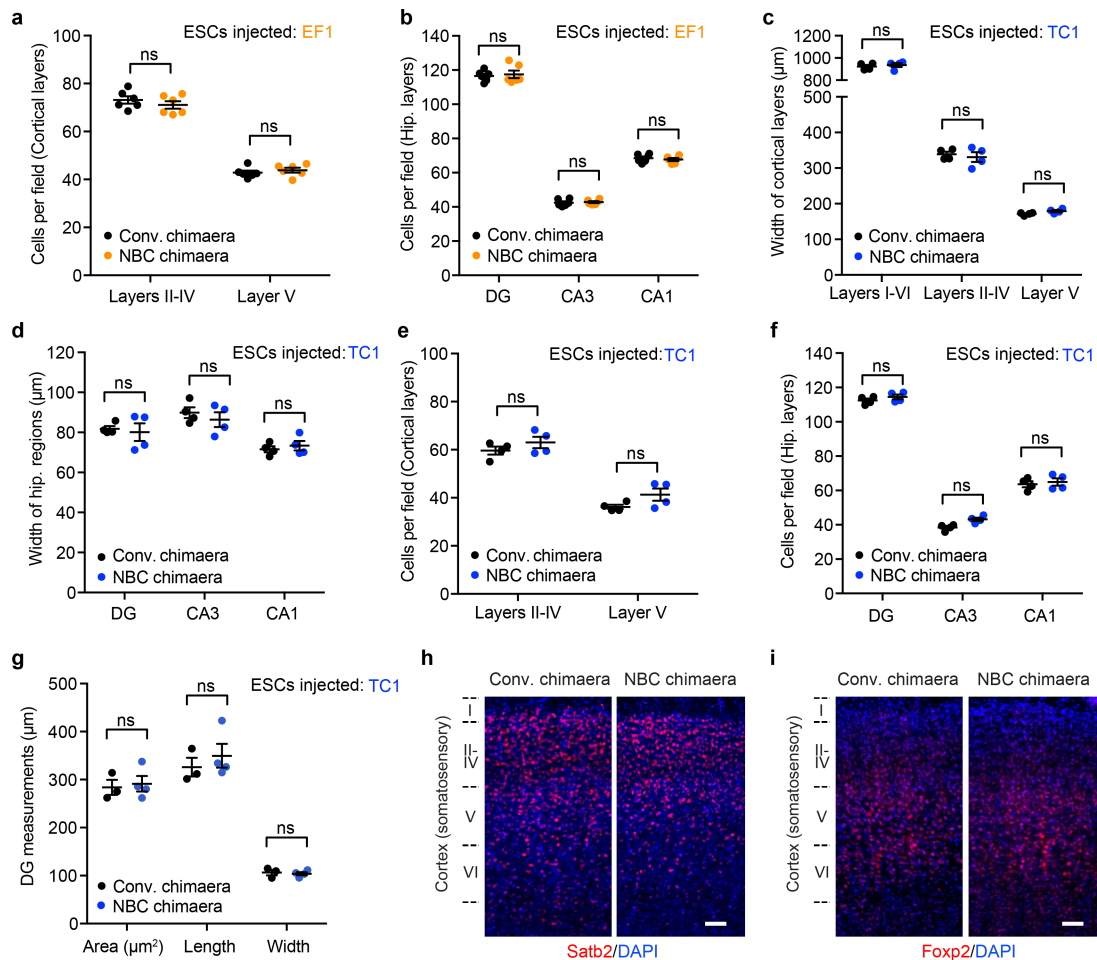 a
ESCs injected: EF1
Cells per field (Cortical layers)
100
80
60
40
20
0
ns
ns
Conv. chimaera
NBC chimaera
Layers II-IV
Layer V
b
ESCs injected: EF1
Cells per field (Hip. layers)
140
120
100
80
60
40
20
0
ns
ns
ns
Conv. chimaera
NBC chimaera
DG
CA3
CA1
c
ESCs injected: TC1
Width of cortical layers (µm)
1200
1000
800
500
400
300
200
100
0
ns
ns
ns
Conv. chimaera
NBC chimaera
Layers I-VI
Layers II-IV
Layer V
d
ESCs injected: TC1
Width of hip. regions (µm)
120
100
80
60
40
20
0
ns
ns
ns
Conv. chimaera
NBC chimaera
DG
CA3
CA1
e
ESCs injected: TC1
Cells per field (Cortical layers)
100
80
60
40
20
0
ns
ns
Conv. chimaera
NBC chimaera
Layers II-IV
Layer V
f
ESCs injected: TC1
Cells per field (Hip. layers)
140
120
100
80
60
40
20
0
ns
ns
ns
Conv. chimaera
NBC chimaera
DG
CA3
CA1
g
ESCs injected: TC1
DG measurements (µm)
500
400
300
200
100
0
ns
ns
ns
Conv. chimaera
NBC chimaera
Area (µm²)
Length
Width
h
Conv. chimaera
NBC chimaera
Cortex (somatosensory)
I
II-
IV
V
VI
Satb2/DAPI
i
Conv. chimaera
NBC chimaera
Cortex (somatosensory)
I
II-
IV
V
VI
Foxp2/DAPI